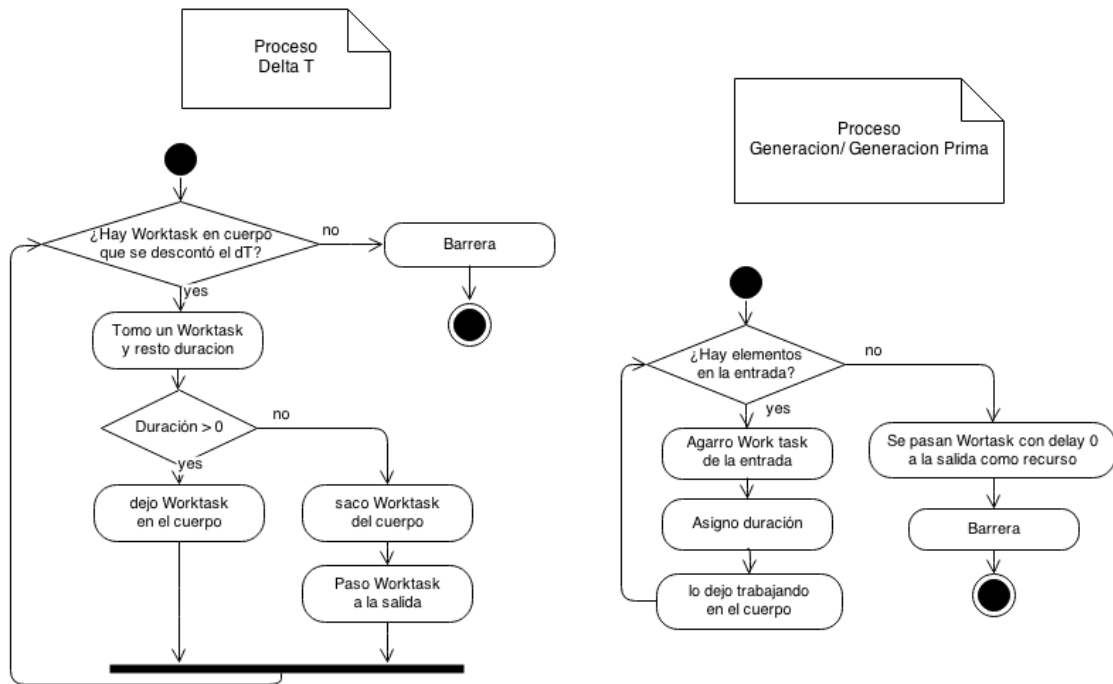 Proceso
Delta T
¿Hay Worktask en cuerpo
que se descontó el dT?
no
Barrera
yes
Tomo un Worktask
y resto duracion
Duración > 0
no
yes
dejo Worktask
en el cuerpo
saco Worktask
del cuerpo
Paso Worktask
a la salida
Proceso
Generacion/ Generacion Prima
¿Hay elementos
en la entrada?
no
yes
Agarro Work task
de la entrada
Asigno duración
lo dejo trabajando
en el cuerpo
Se pasan Wortask con delay 0
a la salida como recurso
Barrera